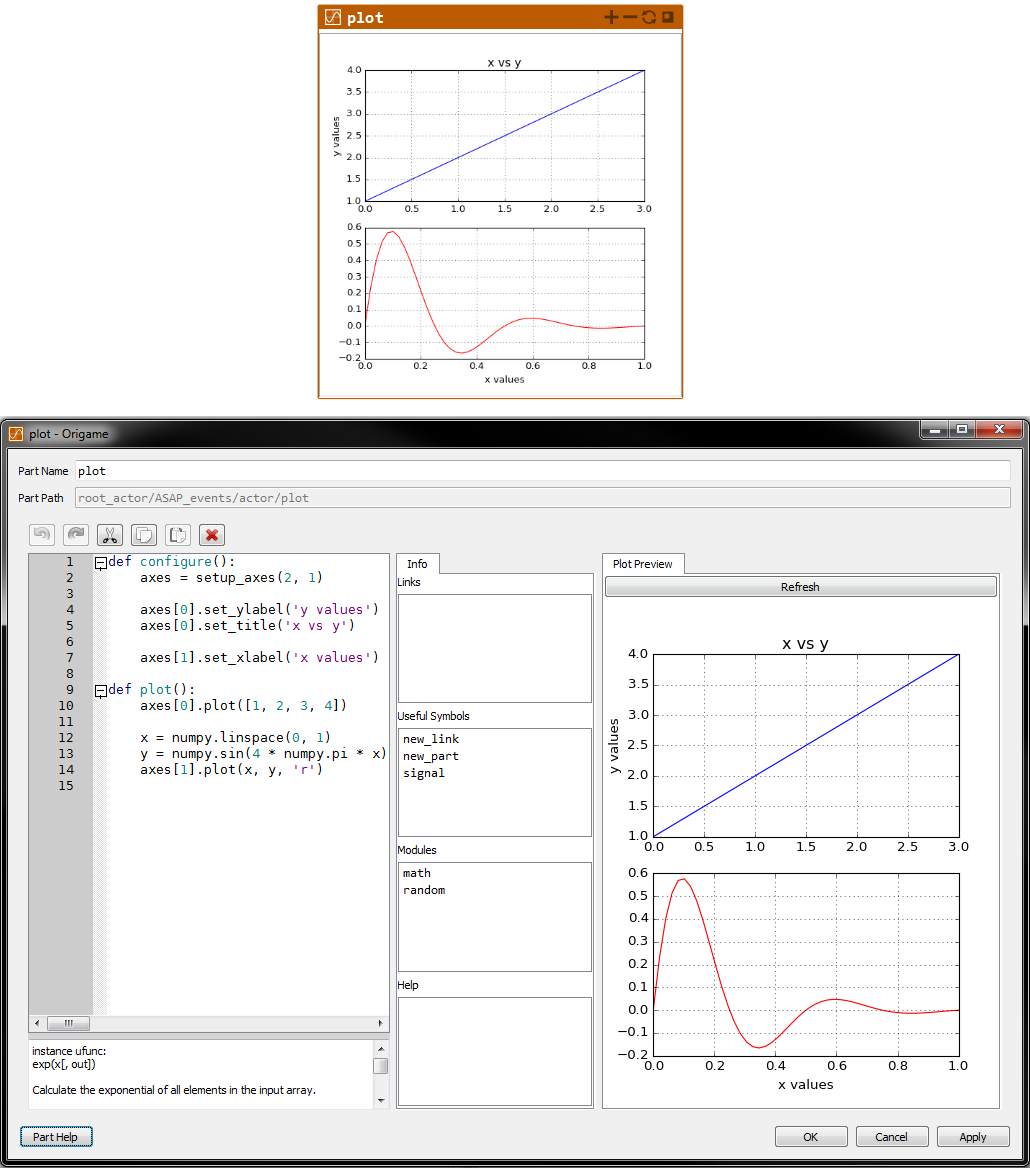 plot
x vs y
4.0
3.5
3.0
2.5
2.0
1.5
1.0
y values
0.0 0.5 1.0 1.5 2.0 2.5 3.0
0.6
0.5
0.4
0.3
0.2
0.1
0.0
−0.1
−0.2
0.0 0.2 0.4 0.6 0.8 1.0
x values
plot - Origame
Part Name plot
Part Path root_actor/ASAP_events/actor/plot
1 def configure():
2 axes = setup_axes(2, 1)
3
4 axes[0].set_ylabel('y values')
5 axes[0].set_title('x vs y')
6
7 axes[1].set_xlabel('x values')
8
9 def plot():
10 axes[0].plot([1, 2, 3, 4])
11
12 x = numpy.linspace(0, 1)
13 y = numpy.sin(4 * numpy.pi * x)
14 axes[1].plot(x, y, 'r')
15
instance ufunc:
exp(x[, out])
Calculate the exponential of all elements in the input array.
Info
Links
Useful Symbols
new_link
new_part
signal
Modules
math
random
Help
Plot Preview
Refresh
x vs y
4.0
3.5
3.0
2.5
2.0
1.5
1.0
y values
0.0 0.5 1.0 1.5 2.0 2.5 3.0
0.6
0.5
0.4
0.3
0.2
0.1
0.0
−0.1
−0.2
0.0 0.2 0.4 0.6 0.8 1.0
x values
Part Help
OK Cancel Apply